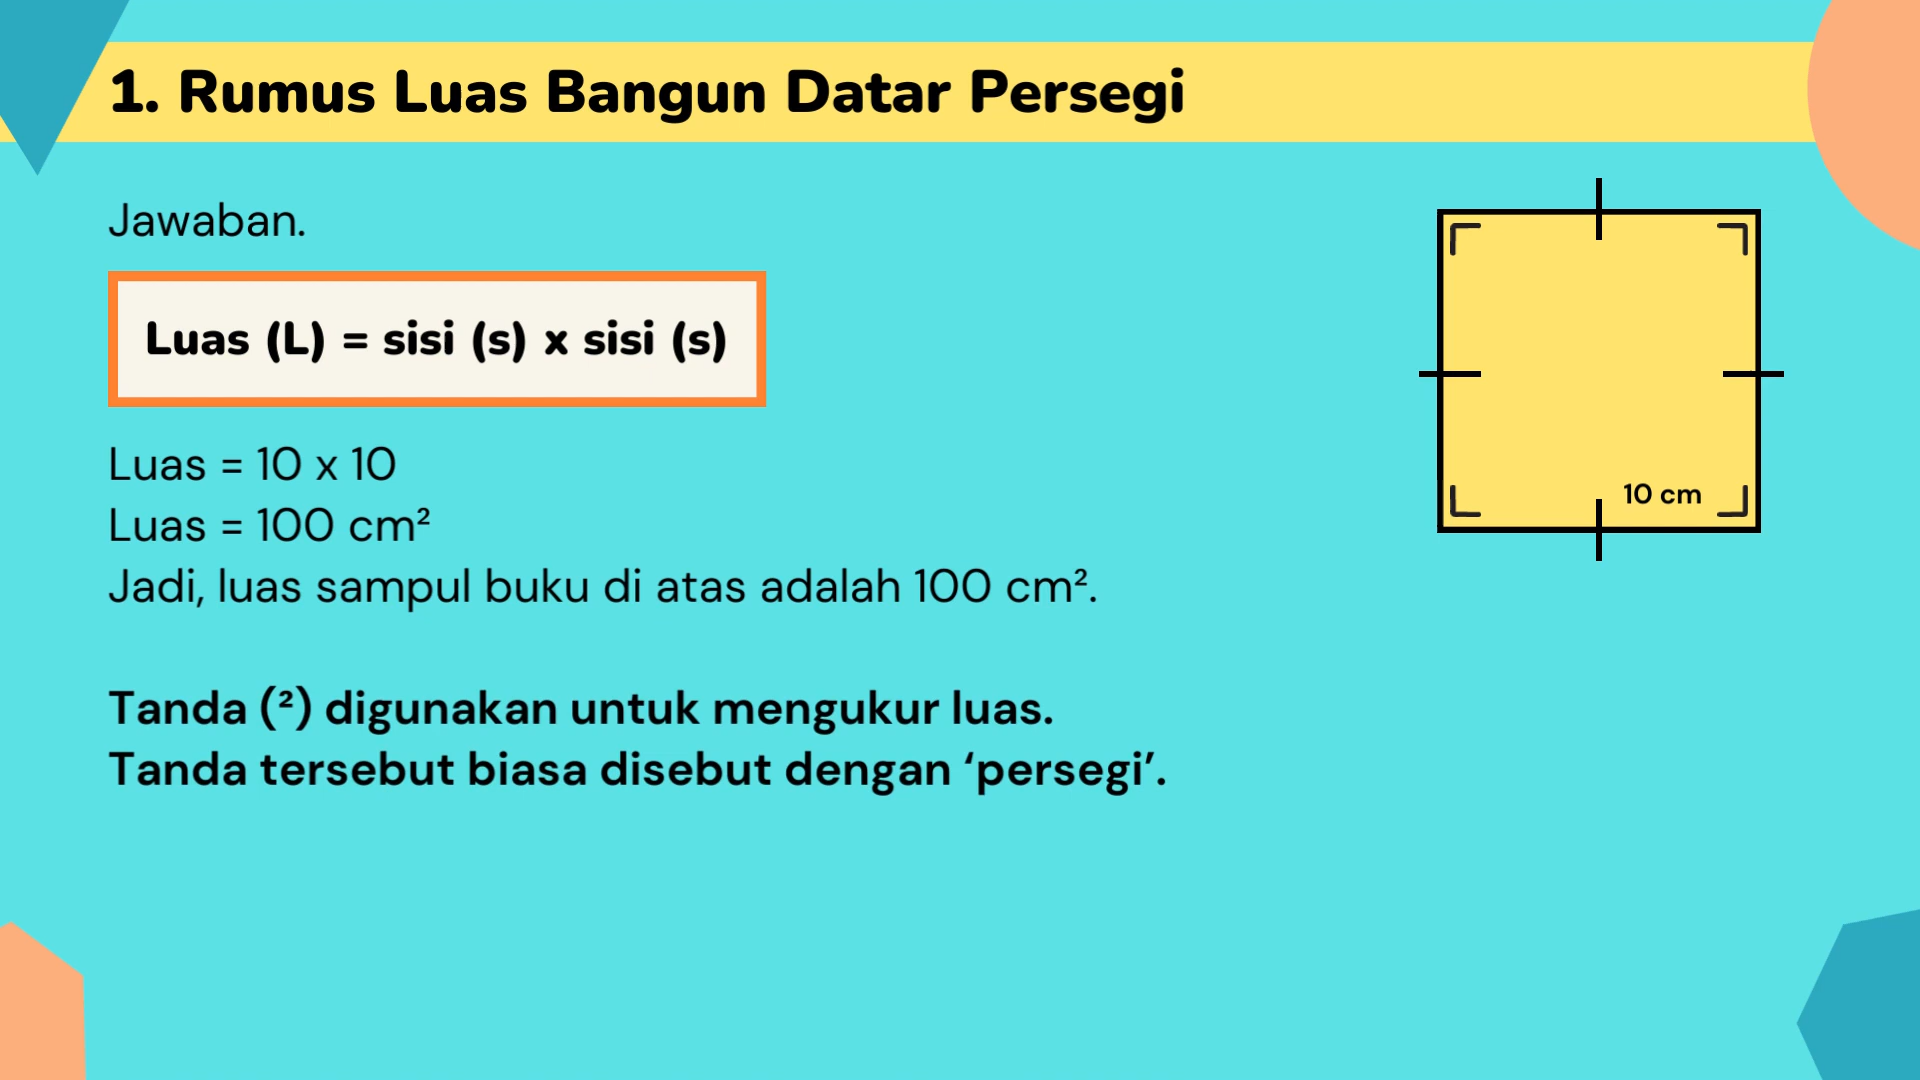 1. Rumus Luas Bangun Datar Persegi
Jawaban.
Luas (L) = sisi (s) x sisi (s)
Luas = 10 x 10
Luas = 100 cm²
Jadi, luas sampul buku di atas adalah 100 cm².
Tanda (²) digunakan untuk mengukur luas.
Tanda tersebut biasa disebut dengan ‘persegi’.
10 cm